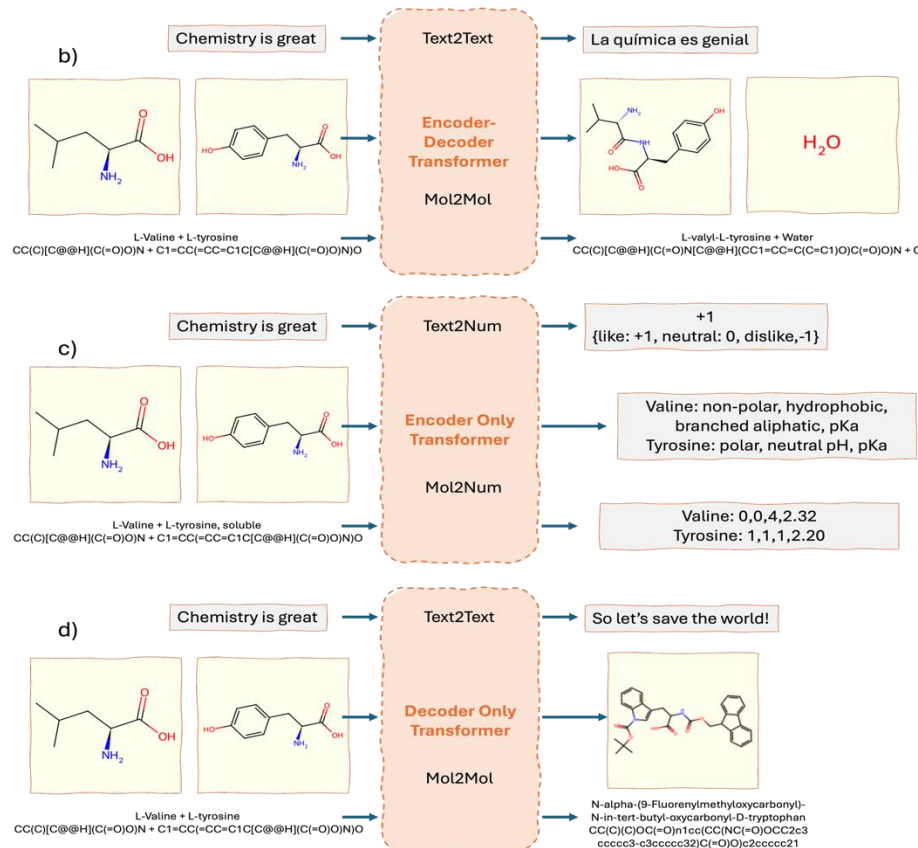 Chemistry is great
Text2Text
La química es genial
b)
O
OH
NH₂
HO
O
OH
NH₂
Encoder-
Decoder
Transformer
Mol2Mol
OH
NH₂
O
NH
HO
O
H₂O
L-Valine + L-tyrosine
CC(C)[C@@H](C(=O)O)N + C1=CC(=CC=C1C[C@@H](C(=O)O)N)O
L-valyl-L-tyrosine + Water
CC(C)[C@@H](C(=O)N[C@@H](CC1=CC=C(C=C1)O)C(=O)O)N + O
Chemistry is great
Text2Num
+1
{like: +1, neutral: 0, dislike,-1}
c)
O
OH
NH₂
HO
O
OH
NH₂
Encoder Only
Transformer
Mol2Num
Valine: non-polar, hydrophobic,
branched aliphatic, pKa
Tyrosine: polar, neutral pH, pKa
L-Valine + L-tyrosine, soluble
CC(C)[C@@H](C(=O)O)N + C1=CC(=CC=C1C[C@@H](C(=O)O)N)O
Valine: 0,0,4,2.32
Tyrosine: 1,1,1,2.20
Chemistry is great
Text2Text
So let's save the world!
d)
O
OH
NH₂
HO
O
OH
NH₂
Decoder Only
Transformer
Mol2Mol
L-Valine + L-tyrosine
CC(C)[C@@H](C(=O)O)N + C1=CC(=CC=C1C[C@@H](C(=O)O)N)O
N-alpha-(9-Fluorenylmethyloxycarbonyl)-
N-in-tert-butyl-oxycarbonyl-D-tryptophan
CC(C)(C)OC(=O)n1cc(CC(NC(=O)OCC2c3
ccccc3-c3ccccc32)C(=O)O)c2ccccc21